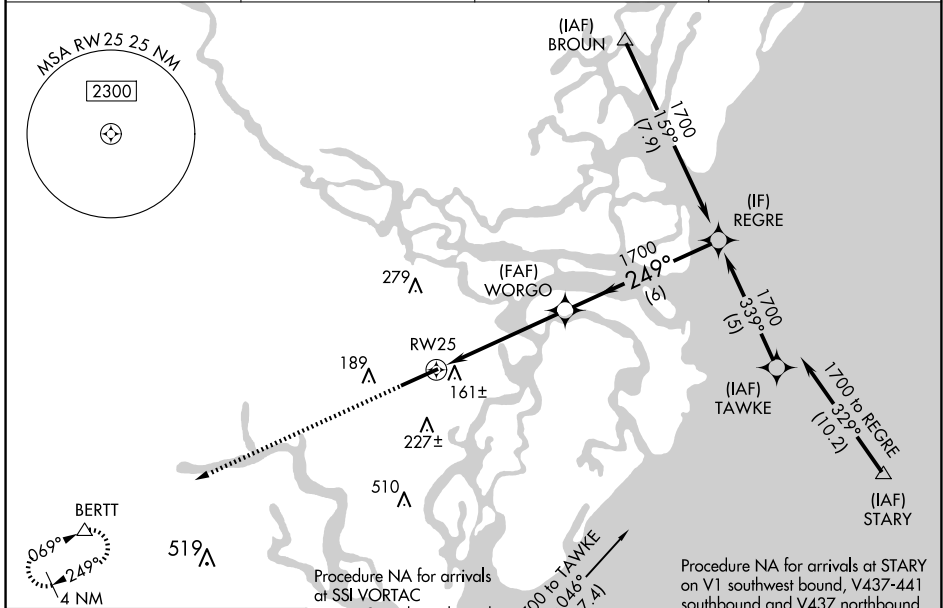 MSA RW25 25 NM
2300
(IAF)
BROUN
1700
159°
(7.9)
(IF)
REGRE
1700
249°
(6)
(FAF)
WORGO
279
RW25
189
161±
227±
510
519
1700
339°
(5)
(IAF)
TAWKE
1700 to REGRE
329°
(10.2)
(IAF)
STARY
BERTT
069°
249°
4 NM
00 to TAWKE
046°
7.4)
Procedure NA for arrivals
at SSI VORTAC
Procedure NA for arrivals at STARY
on V1 southwest bound, V437-441
southbound and V437 northbound